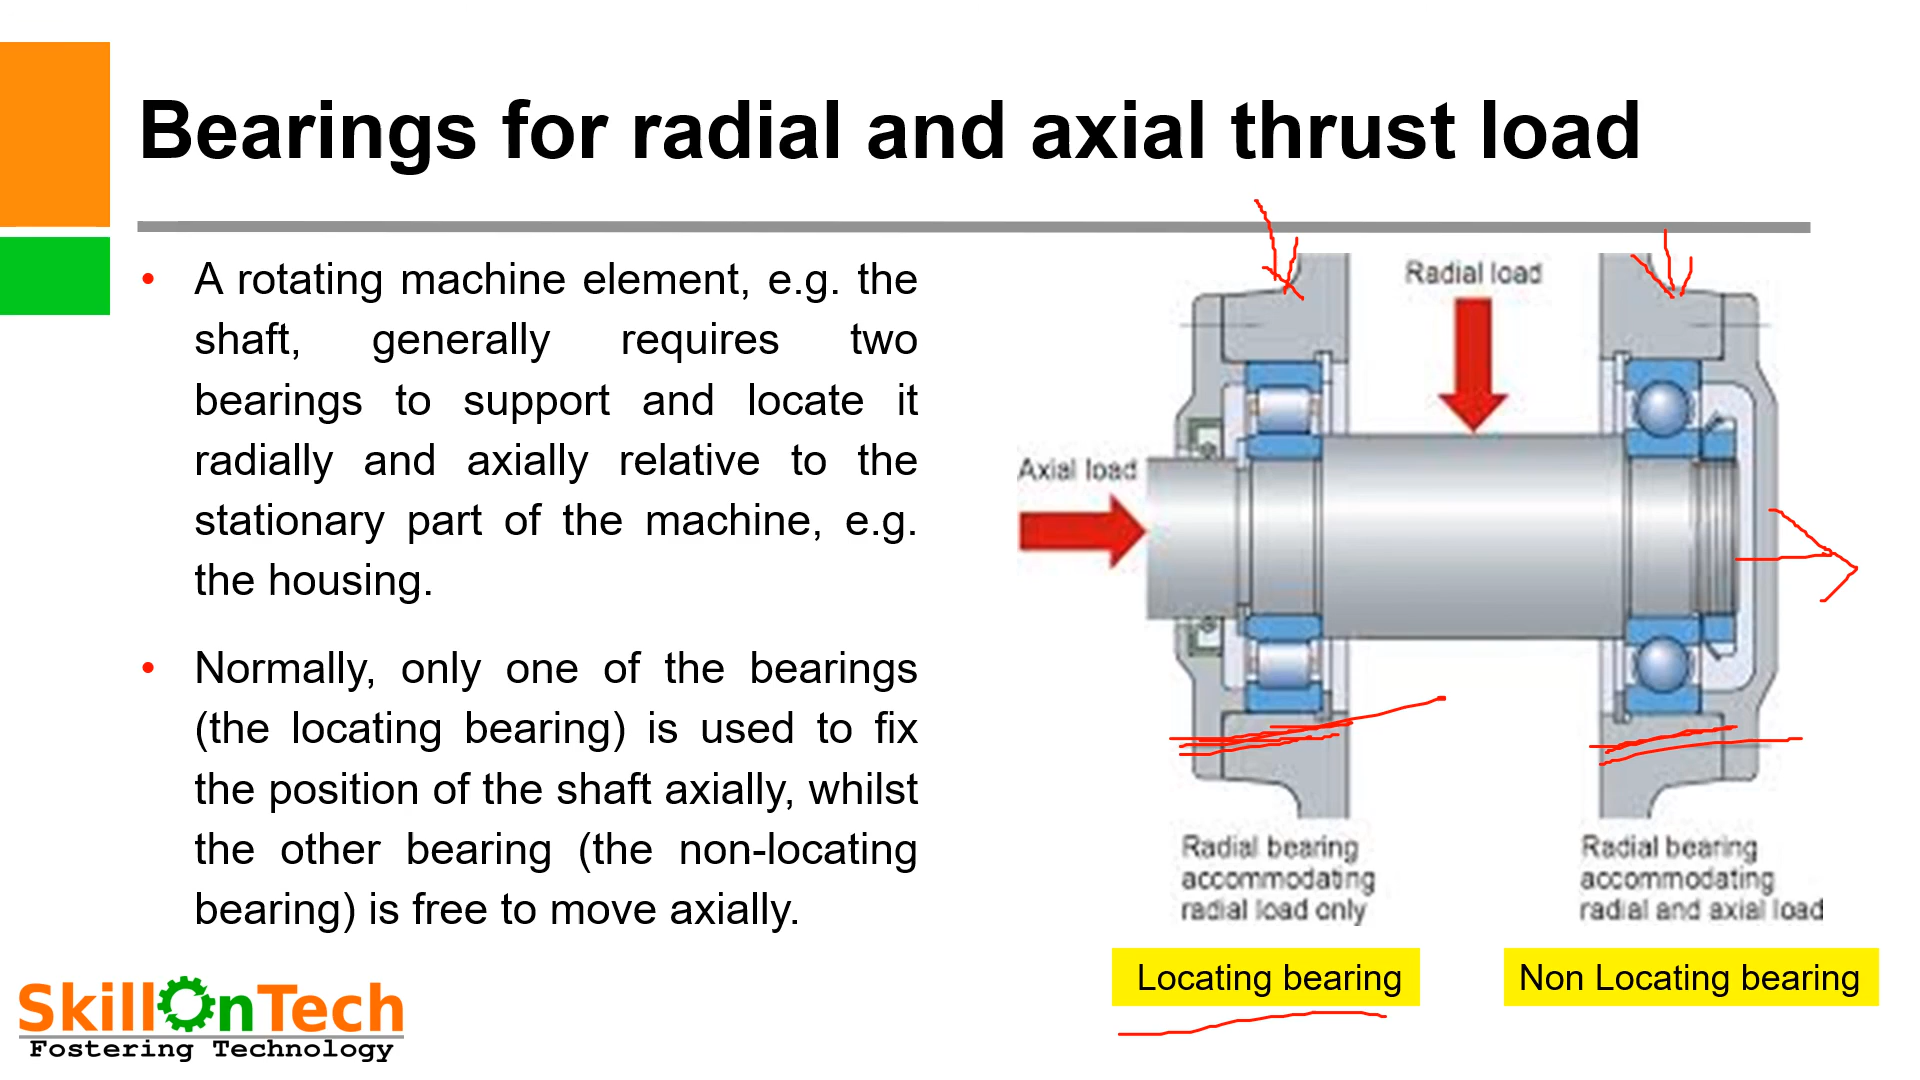 Bearings for radial and axial thrust load
• A rotating machine element, e.g. the
shaft, generally requires two
bearings to support and locate it
radially and axially relative to the
stationary part of the machine, e.g.
the housing.
• Normally, only one of the bearings
(the locating bearing) is used to fix
the position of the shaft axially, whilst
the other bearing (the non-locating
bearing) is free to move axially.
Radial load
Axial load
Radial bearing
accommodating
radial load only
Radial bearing
accommodating
radial and axial load
Locating bearing
Non Locating bearing
SkillOnTech
Fostering Technology